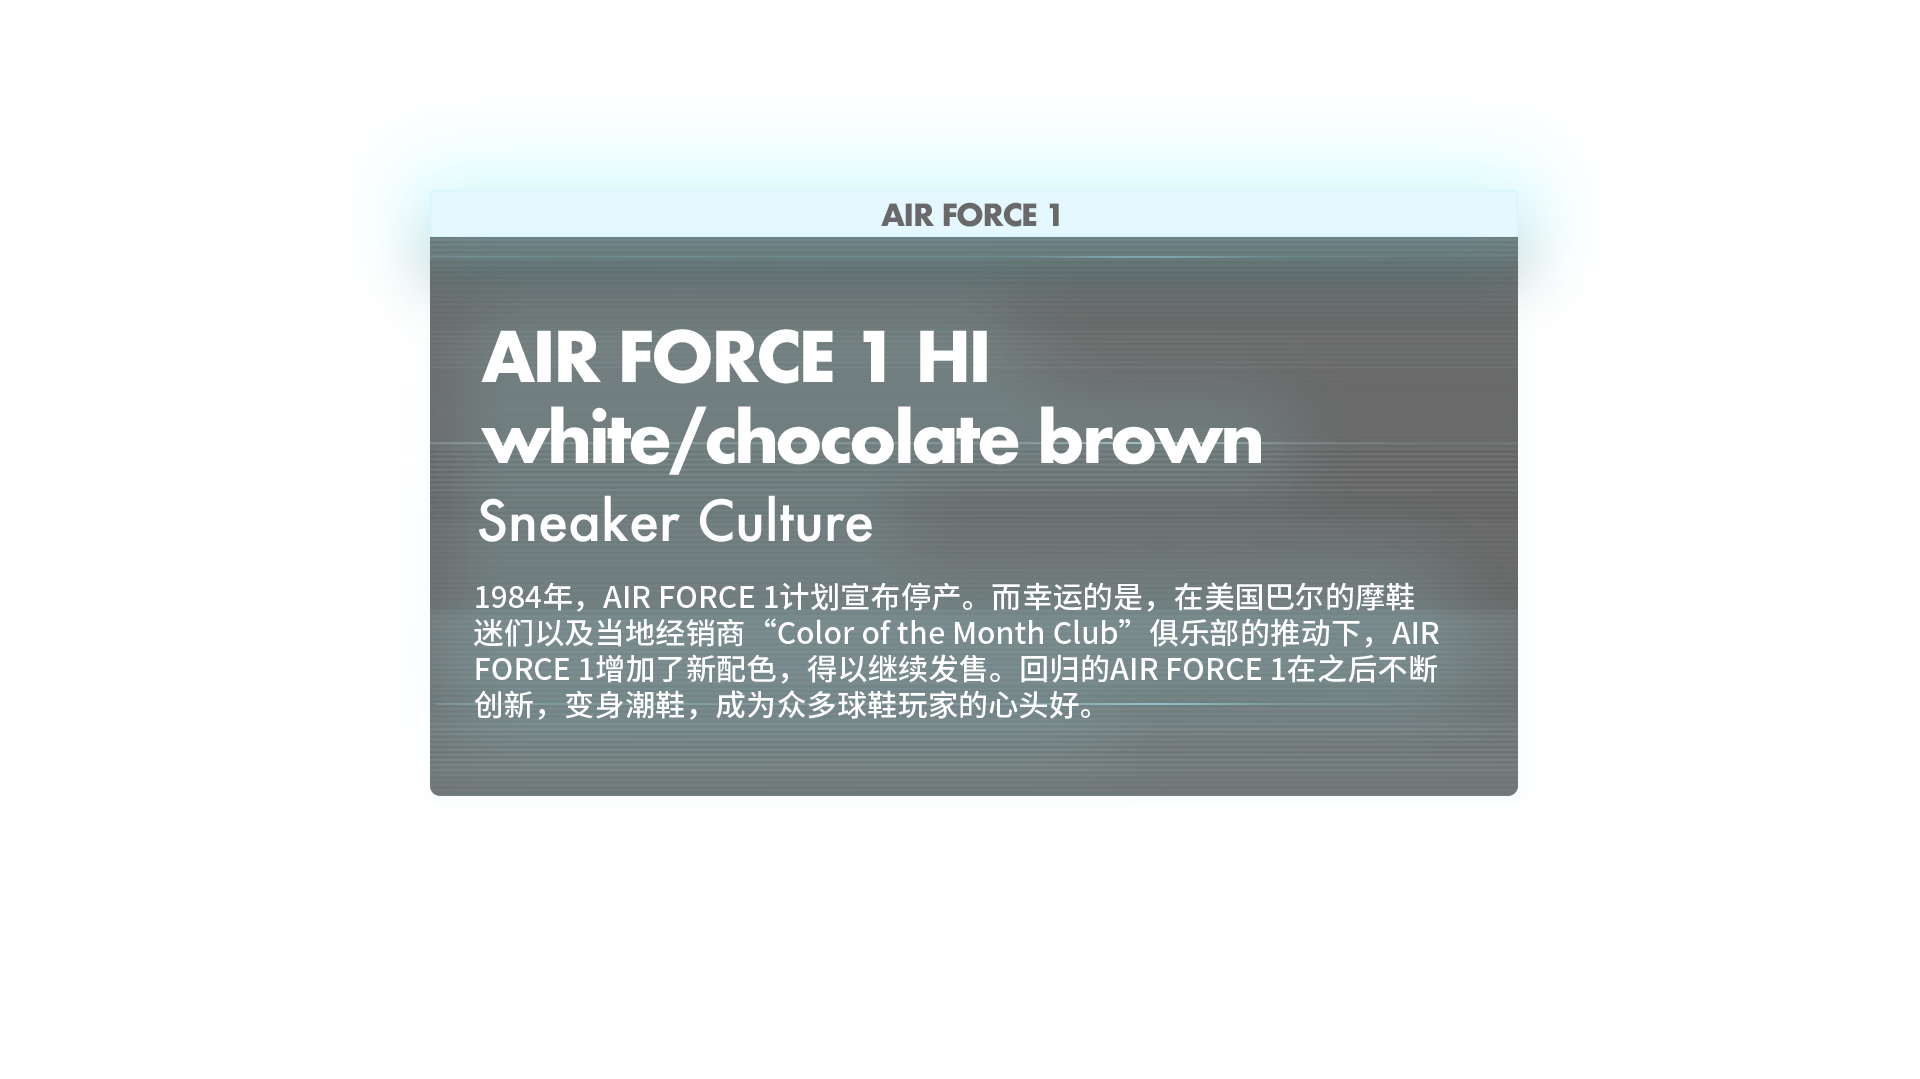 AIR FORCE 1
AIR FORCE 1 HI
white/chocolate brown
Sneaker Culture
1984年，AIR FORCE 1计划宣布停产。而幸运的是，在美国巴尔的摩鞋
迷们以及当地经销商“Color of the Month Club”俱乐部的推动下，AIR
FORCE 1增加了新配色，得以继续发售。回归的AIR FORCE 1在之后不断
创新，变身潮鞋，成为众多球鞋玩家的心头好。